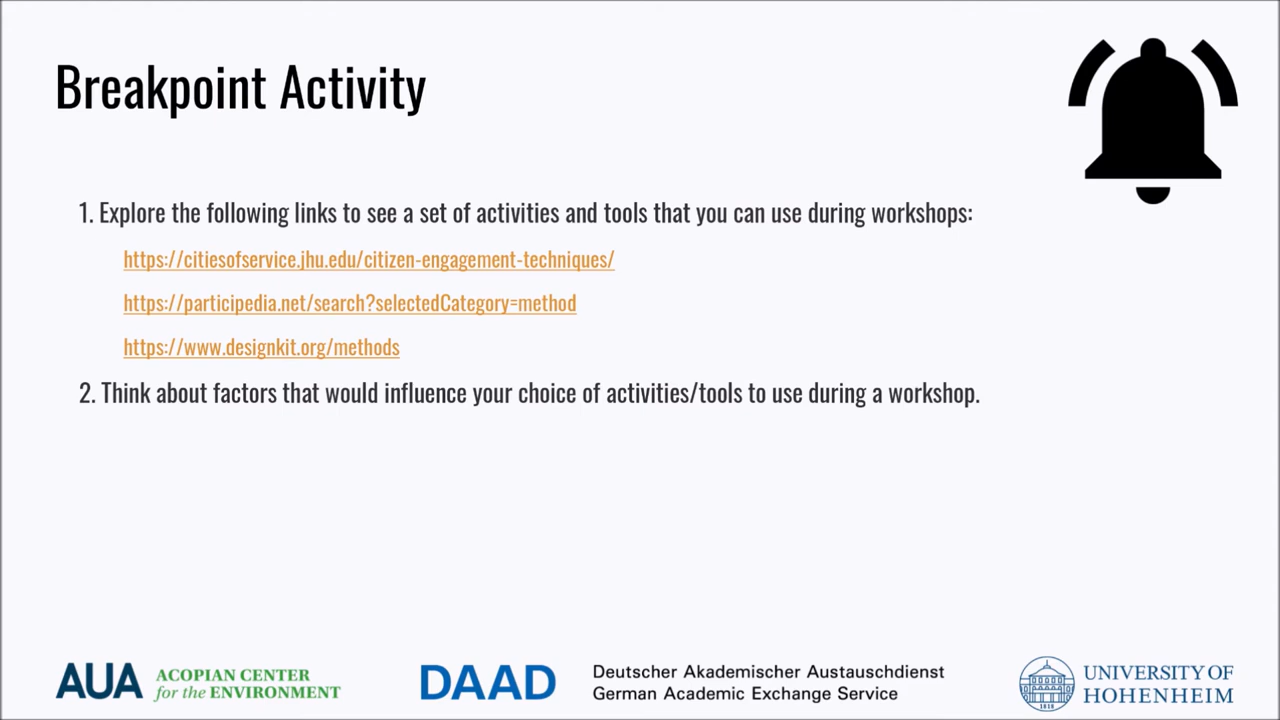 Breakpoint Activity
1. Explore the following links to see a set of activities and tools that you can use during workshops:
https://citiesofservice.jhu.edu/citizen-engagement-techniques/
https://participedia.net/search?selectedCategory=method
https://www.designkit.org/methods
2. Think about factors that would influence your choice of activities/tools to use during a workshop.
AUA ACOPIAN CENTER
for the ENVIRONMENT
DAAD Deutscher Akademischer Austauschdienst
German Academic Exchange Service
1818
UNIVERSITY OF
HOHENHEIM